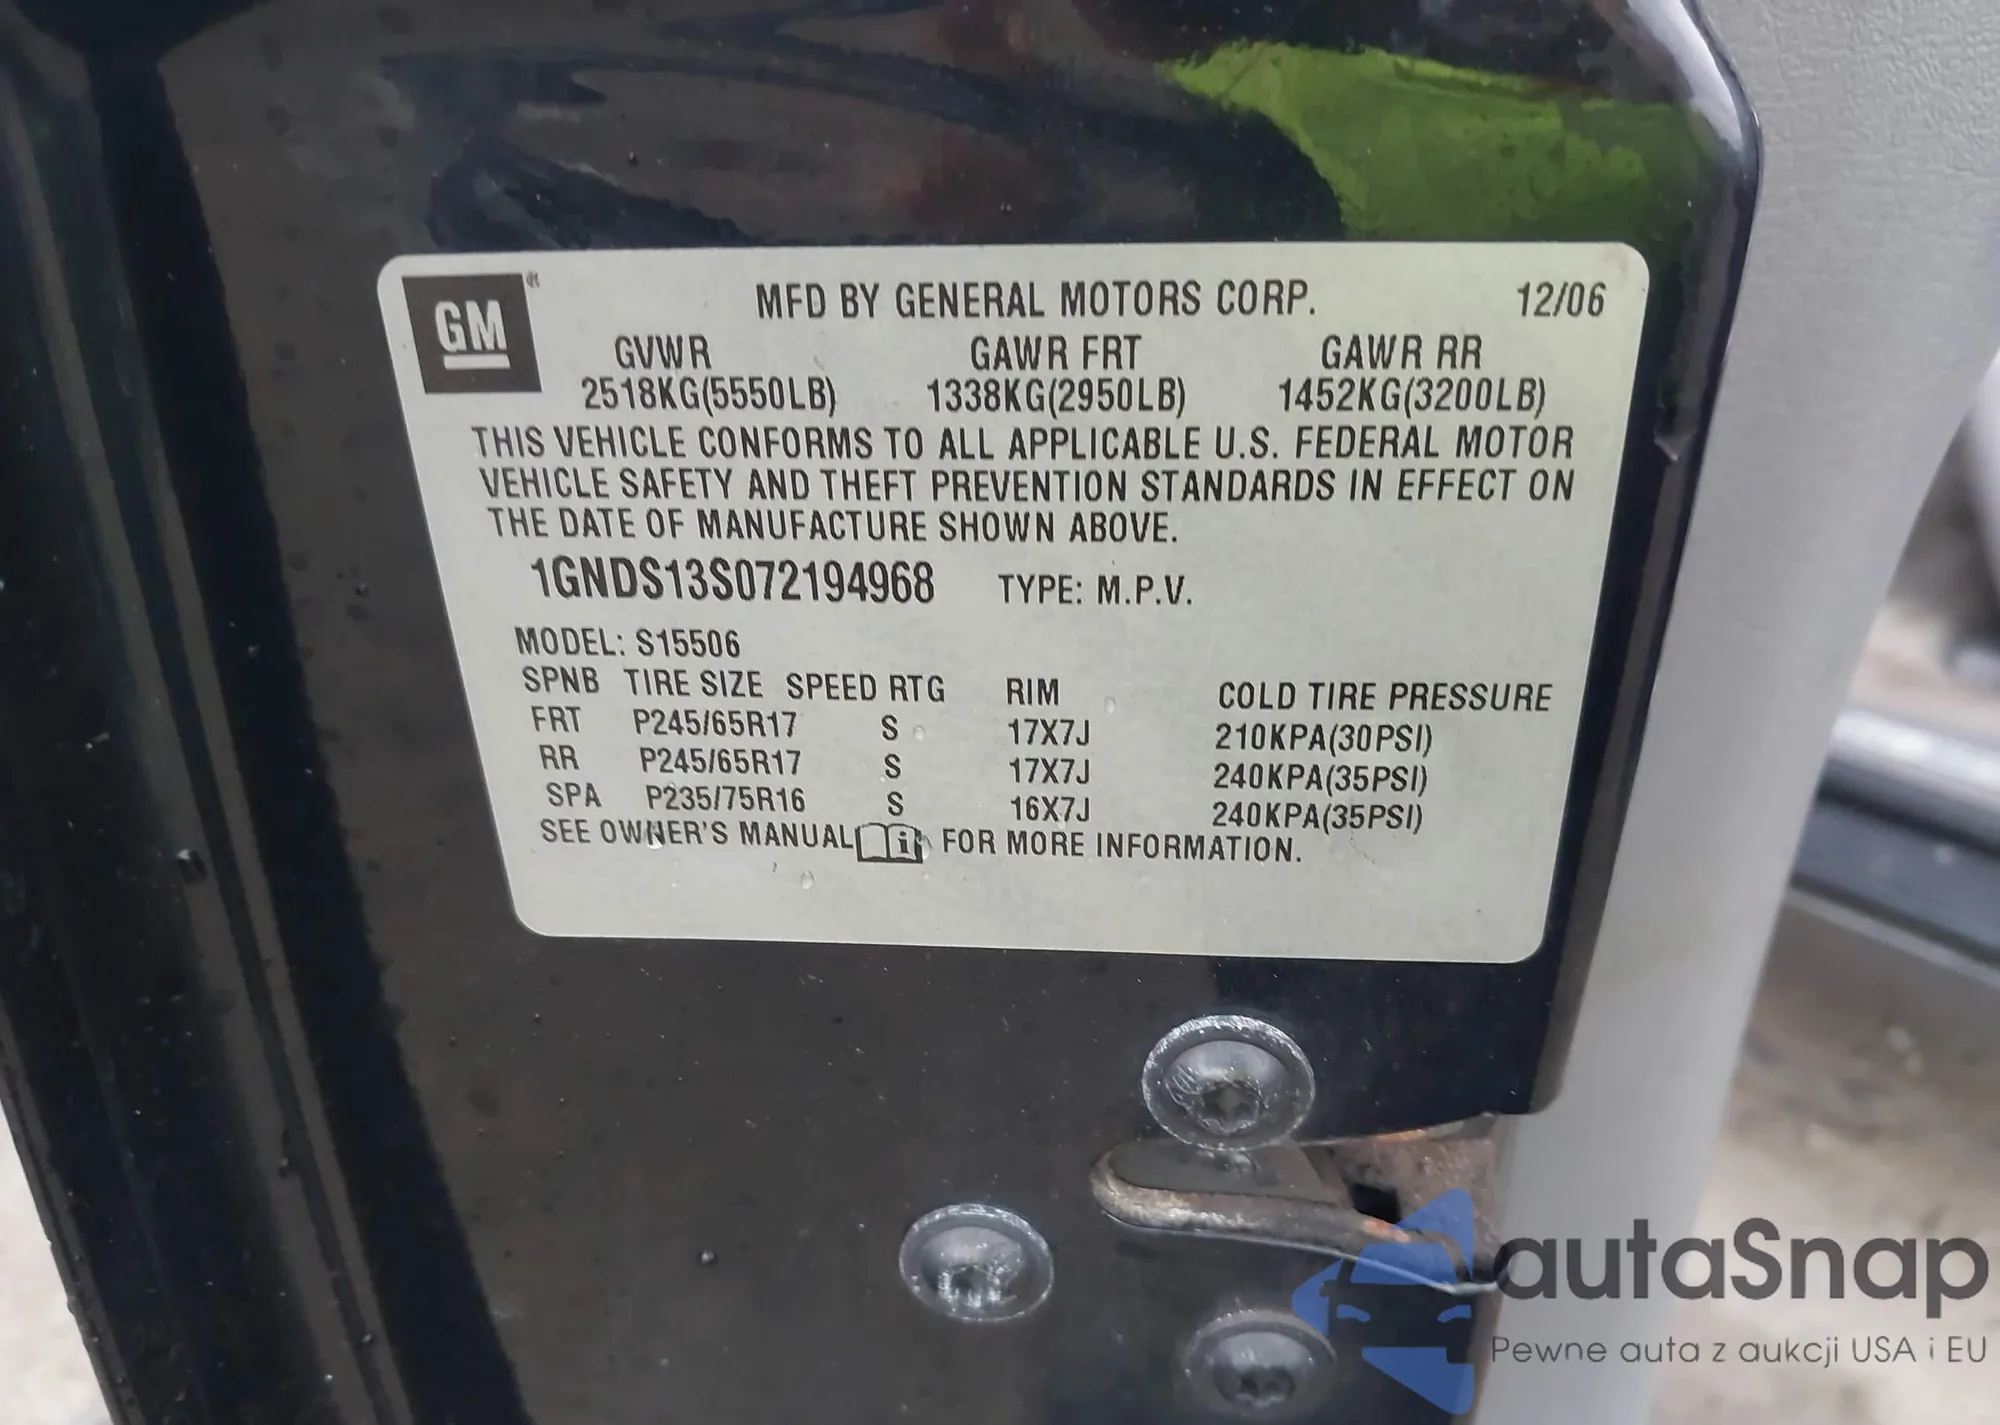 GM
MFD BY GENERAL MOTORS CORP. 12/06
GVWR GAWR FRT GAWR RR
2518KG(5550LB) 1338KG(2950LB) 1452KG(3200LB)
THIS VEHICLE CONFORMS TO ALL APPLICABLE U.S. FEDERAL MOTOR
VEHICLE SAFETY AND THEFT PREVENTION STANDARDS IN EFFECT ON
THE DATE OF MANUFACTURE SHOWN ABOVE.
1GNDS13S072194968 TYPE: M.P.V.
MODEL: S15506
SPNB TIRE SIZE SPEED RTG RIM COLD TIRE PRESSURE
FRT P245/65R17 S 17X7J 210KPA(30PSI)
RR P245/65R17 S 17X7J 240KPA(35PSI)
SPA P235/75R16 S 16X7J 240KPA(35PSI)
SEE OWNER'S MANUAL i FOR MORE INFORMATION.
autaSnap
Pewne auta z aukcji USA i EU